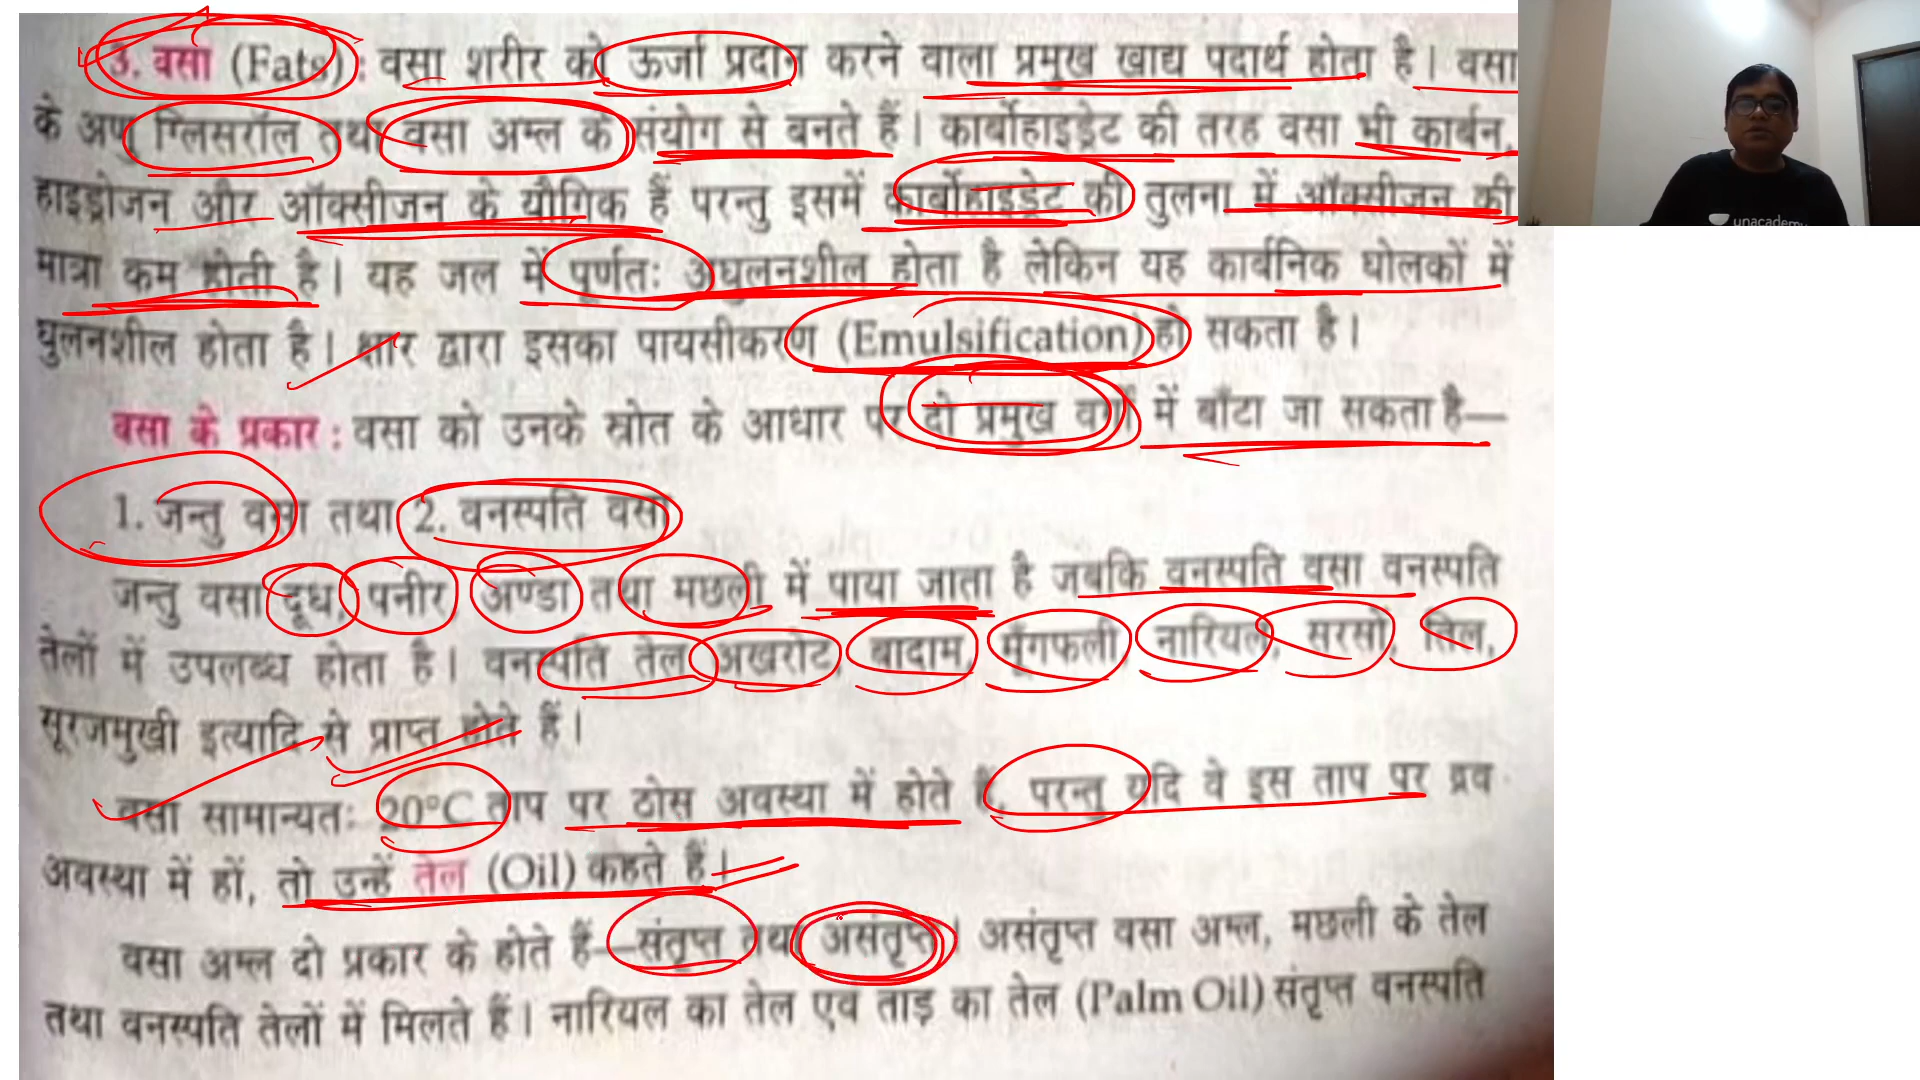 3. वसा (Fats) : वसा शरीर को ऊर्जा प्रदान करने वाला प्रमुख खाद्य पदार्थ होता है। वसा
के अणु ग्लिसरॉल तथा वसा अम्ल के संयोग से बनते हैं। कार्बोहाइड्रेट की तरह वसा भी कार्बन,
हाइड्रोजन और ऑक्सीजन के यौगिक हैं परन्तु इसमें कार्बोहाइड्रेट की तुलना में ऑक्सीजन की
मात्रा कम होती है। यह जल में पूर्णतः अघुलनशील होता है लेकिन यह कार्बनिक घोलकों में
घुलनशील होता है। क्षार द्वारा इसका पायसीकरण (Emulsification) हो सकता है।
वसा के प्रकार : वसा को उनके स्रोत के आधार पर दो प्रमुख वर्गों में बाँटा जा सकता है—
1. जन्तु वसा तथा 2. वनस्पति वसा
जन्तु वसा दूध, पनीर, अण्डा तथा मछली में पाया जाता है जबकि वनस्पति वसा वनस्पति
तेलों में उपलब्ध होता है। वनस्पति तेल अखरोट, बादाम, मूँगफली, नारियल, सरसों, तिल,
सूरजमुखी इत्यादि से प्राप्त होते हैं।
वसा सामान्यतः 20°C ताप पर ठोस अवस्था में होते हैं, परन्तु यदि वे इस ताप पर द्रव
अवस्था में हों, तो उन्हें तेल (Oil) कहते हैं।
वसा अम्ल दो प्रकार के होते हैं—संतृप्त तथा असंतृप्त। असंतृप्त वसा अम्ल, मछली के तेल
तथा वनस्पति तेलों में मिलते हैं। नारियल का तेल एवं ताड़ का तेल (Palm Oil) संतृप्त वनस्पति
unacademy